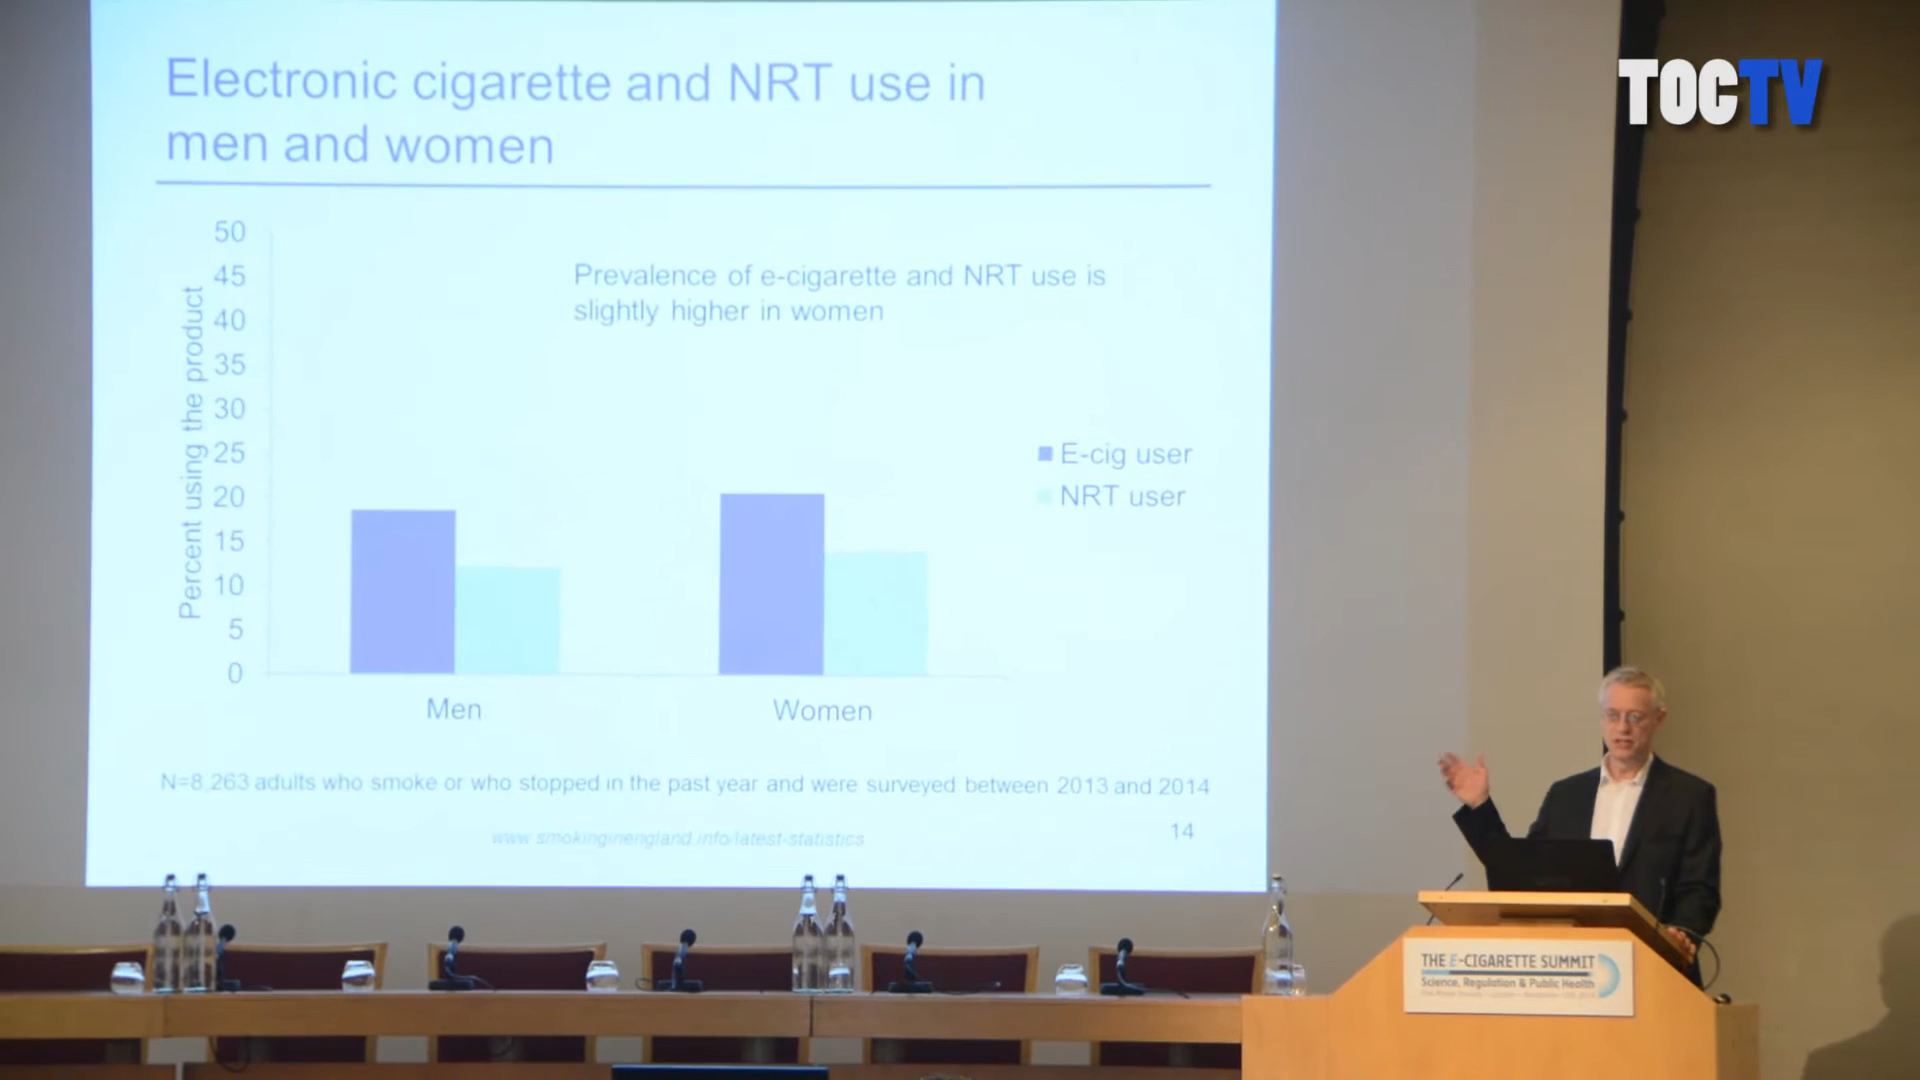 Electronic cigarette and NRT use in
men and women
TOCTV
50
45
40
35
30
25
20
15
10
5
0
Percent using the product
Prevalence of e-cigarette and NRT use is
slightly higher in women
E-cig user
NRT user
Men
Women
N=8,263 adults who smoke or who stopped in the past year and were surveyed between 2013 and 2014
www.smokinginengland.info/latest-statistics
14
THE E-CIGARETTE SUMMIT
Science, Regulation & Public Health